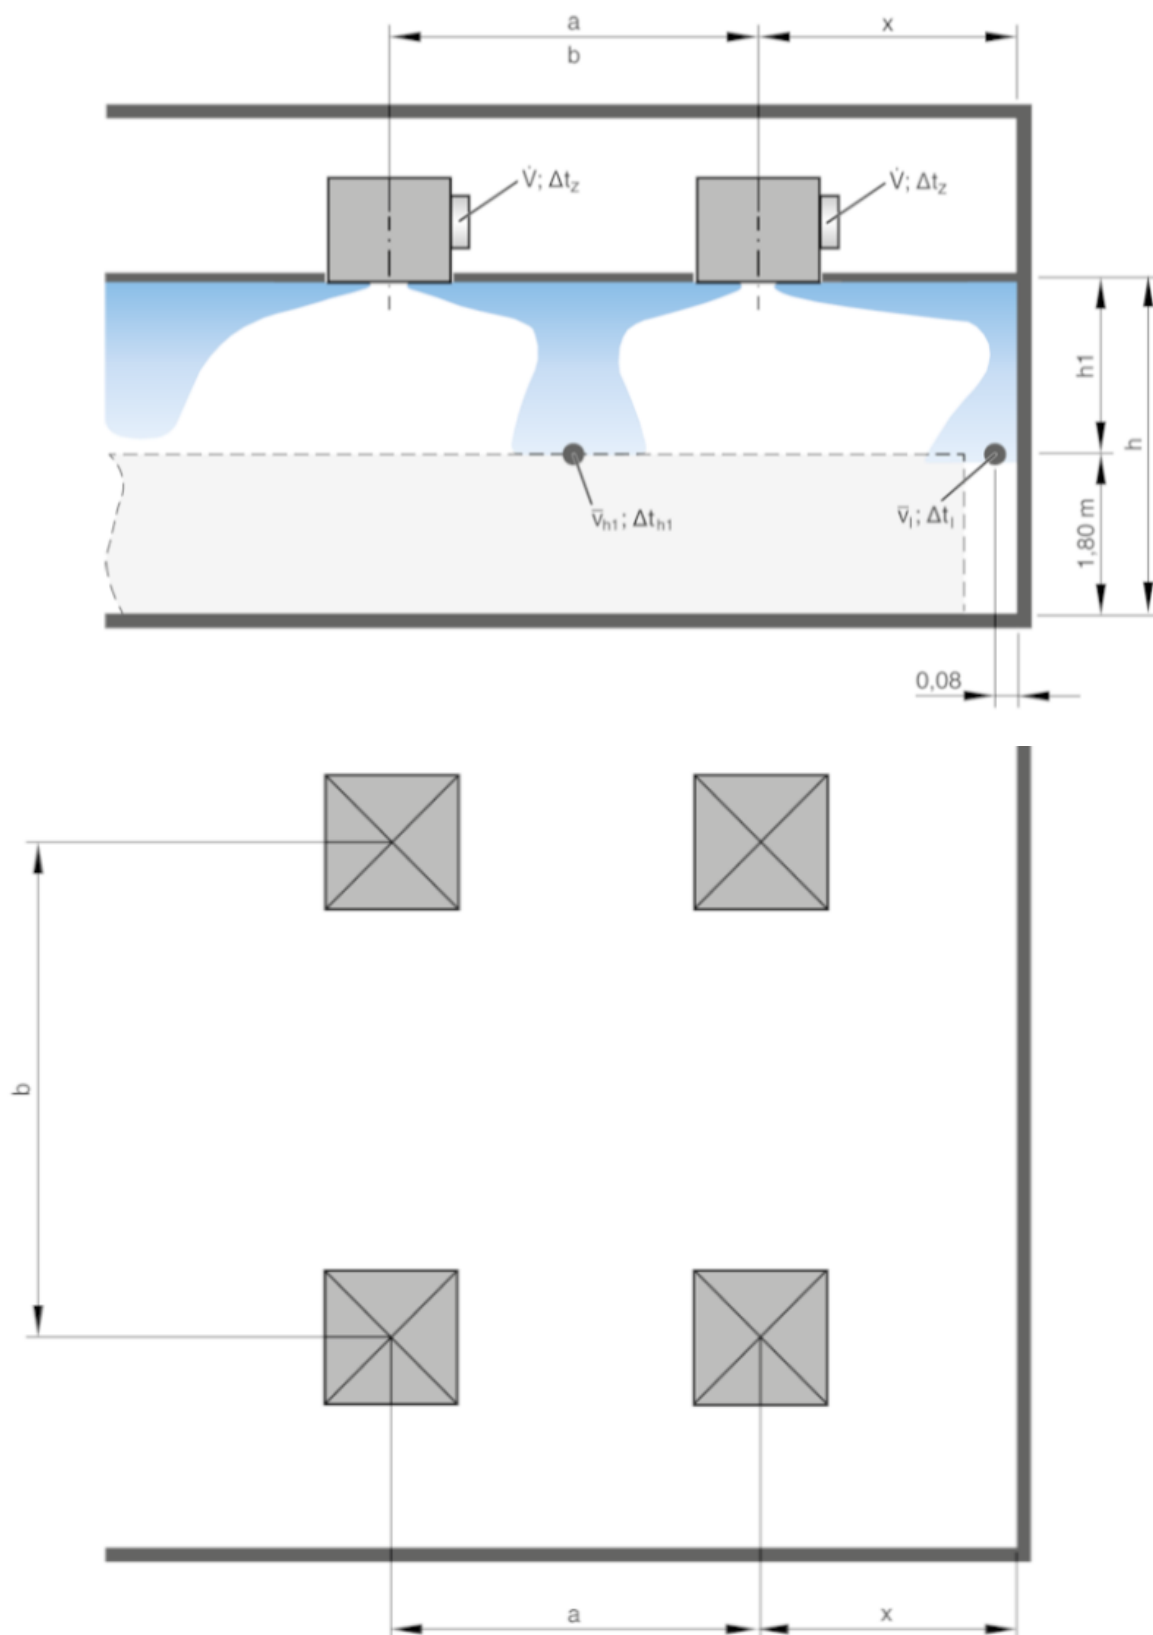 a
x
b
V̇; Δt_Z
V̇; Δt_Z
h1
h
v̅_h1; Δt_h1
v̅_l; Δt_l
1,80 m
0,08
b
a
x